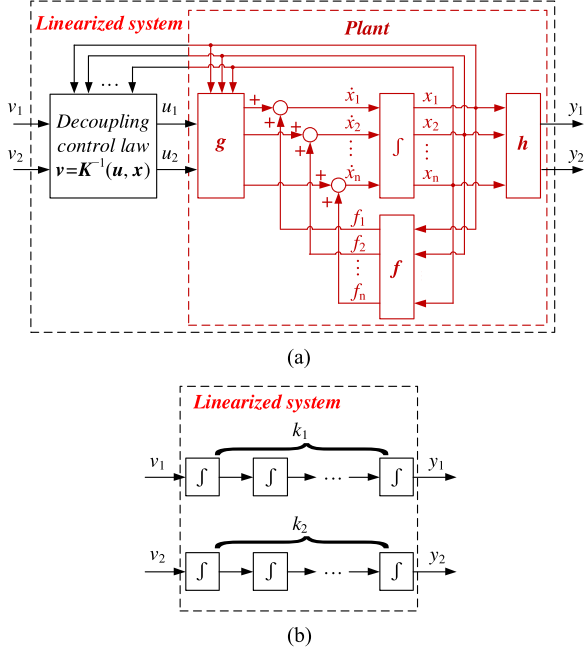 Linearized system
Plant
...
v1 u1 + ẋ1 x1 y1
Decoupling
control law
v=K⁻¹(u, x)
g
+
+ ẋ2 ∫ x2 h
v2 u2 + ⋮ ⋮ y2
+ ẋn xn
+
f1
f2
⋮ f
fn
(a)
Linearized system
k1
v1 ∫ ∫ ... ∫ y1
k2
v2 ∫ ∫ ... ∫ y2
(b)